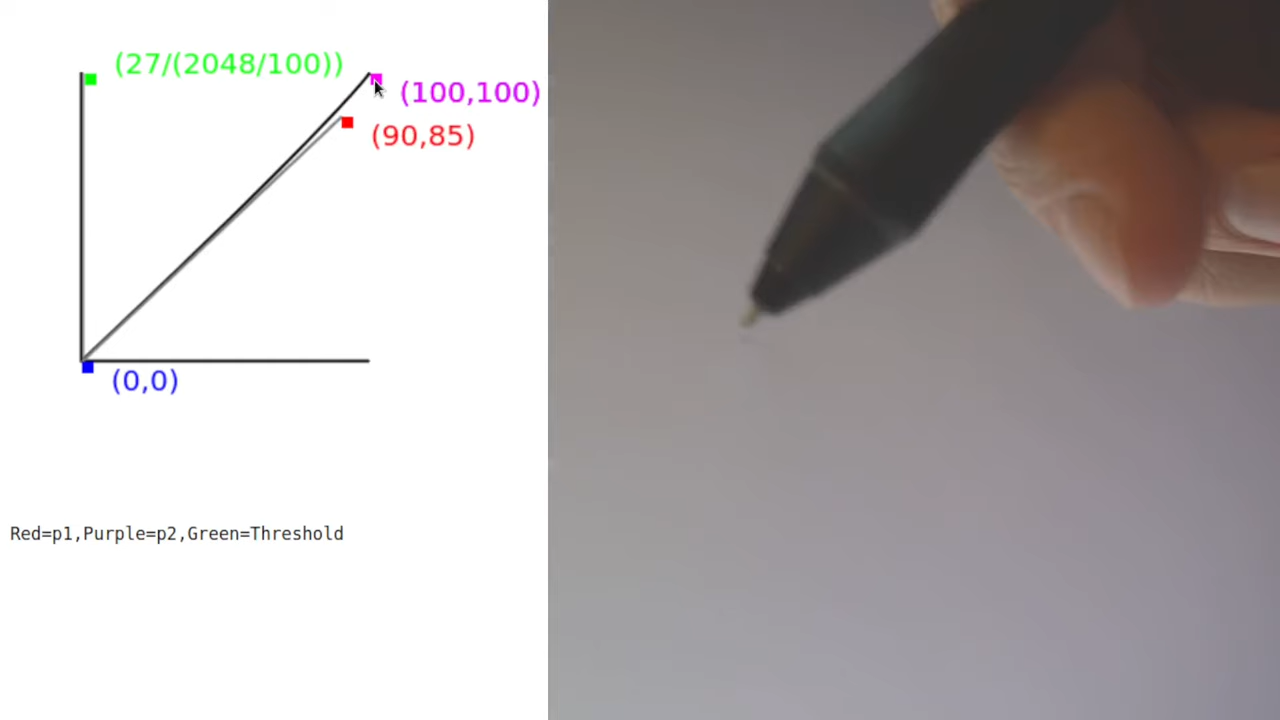 (27/(2048/100))
(100,100)
(90,85)
(0,0)
Red=p1,Purple=p2,Green=Threshold